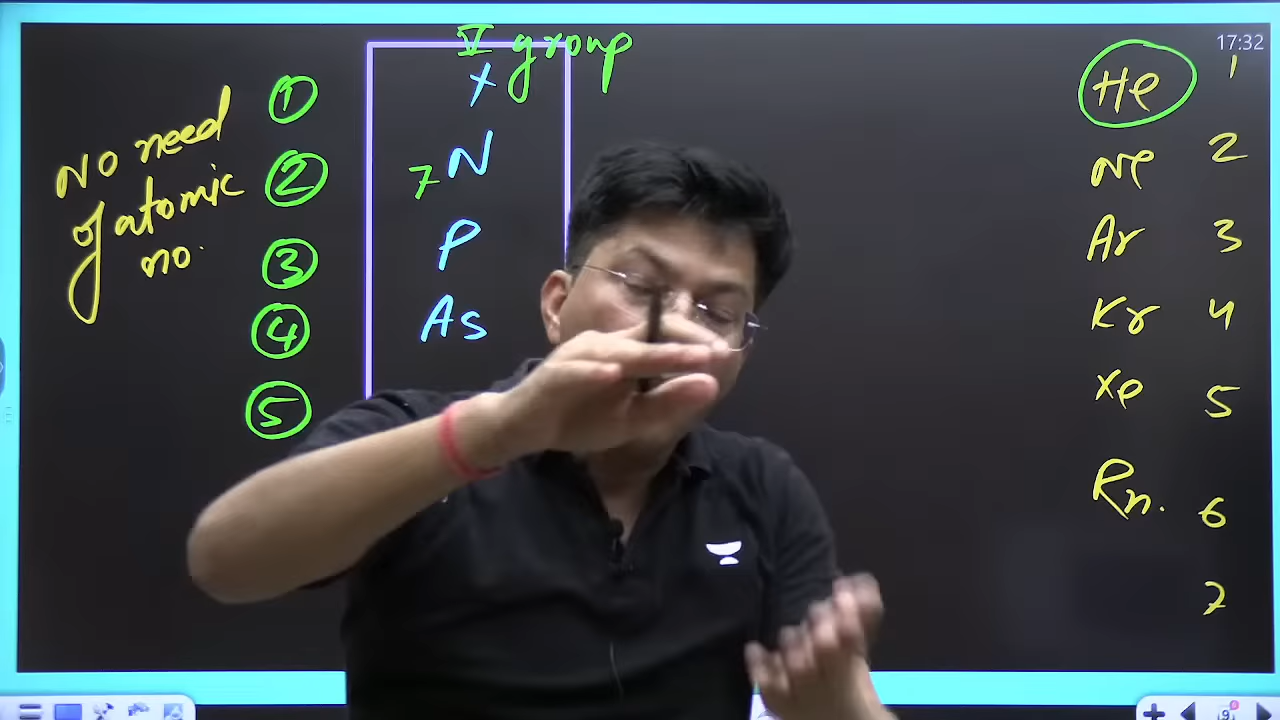 V group
17:32
No need
of atomic
no.
① X He 1
② 7 N Ne 2
③ P Ar 3
④ As Kr 4
⑤ Xe 5
Rn. 6
7